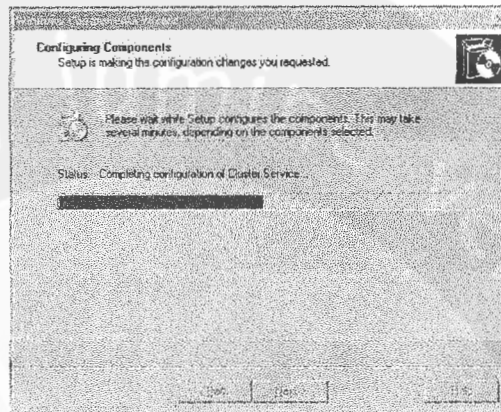 Configuring Components
Setup is making the configuration changes you requested.
Please wait while Setup configures the components. This may take
several minutes, depending on the components selected.
Status: Completing configuration of Cluster Service...